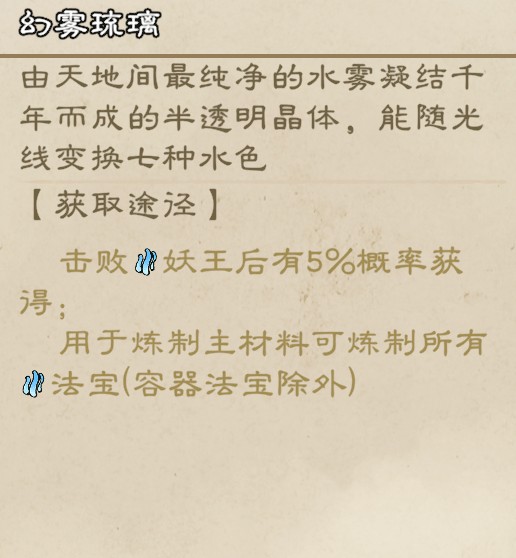 幻雾琉璃
由天地间最纯净的水雾凝结千
年而成的半透明晶体，能随光
线变换七种水色
【获取途径】
击败妖王后有5%概率获
得；
用于炼制主材料可炼制所有
法宝(容器法宝除外)